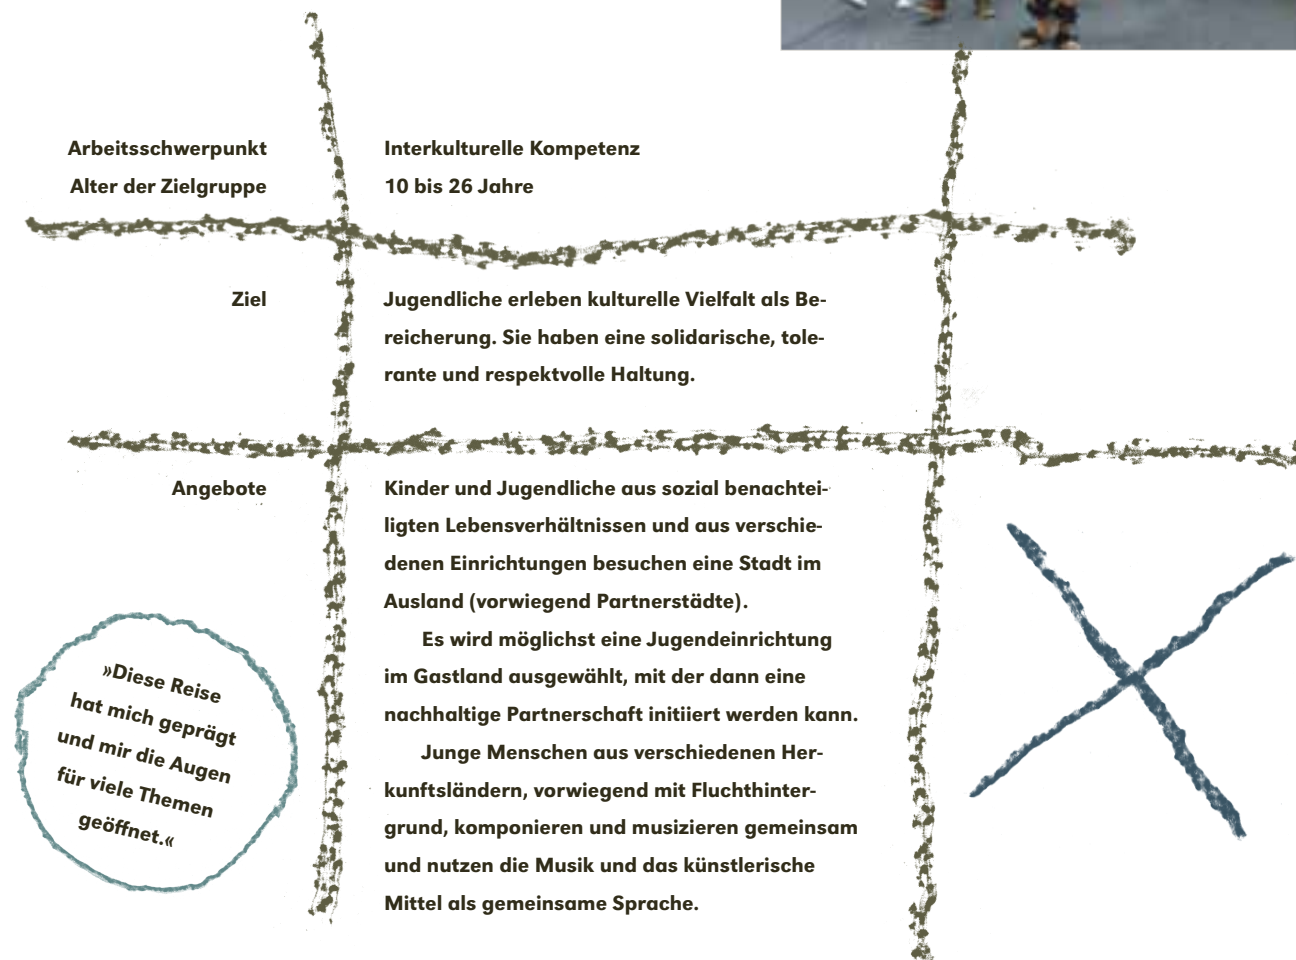 Arbeitsschwerpunkt
Interkulturelle Kompetenz
Alter der Zielgruppe
10 bis 26 Jahre
Ziel
Jugendliche erleben kulturelle Vielfalt als Be-
reicherung. Sie haben eine solidarische, tole-
rante und respektvolle Haltung.
Angebote
Kinder und Jugendliche aus sozial benachtei-
ligten Lebensverhältnissen und aus verschie-
denen Einrichtungen besuchen eine Stadt im
Ausland (vorwiegend Partnerstädte).
Es wird möglichst eine Jugendeinrichtung
im Gastland ausgewählt, mit der dann eine
nachhaltige Partnerschaft initiiert werden kann.
Junge Menschen aus verschiedenen Her-
kunftsländern, vorwiegend mit Fluchthinter-
grund, komponieren und musizieren gemeinsam
und nutzen die Musik und das künstlerische
Mittel als gemeinsame Sprache.
»Diese Reise
hat mich geprägt
und mir die Augen
für viele Themen
geöffnet.«